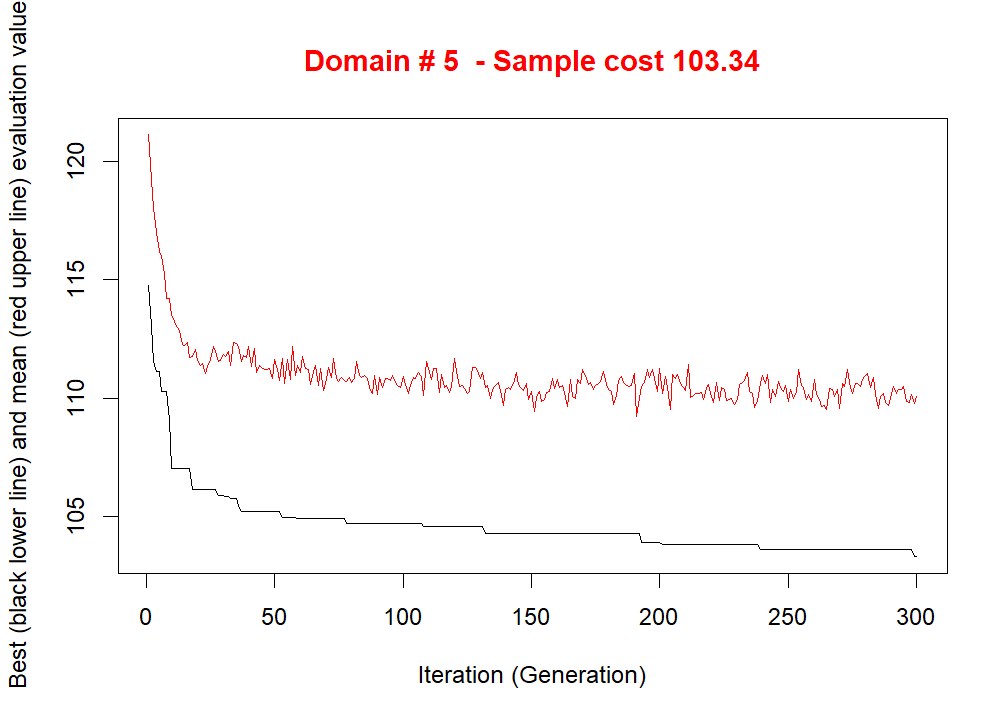 Domain # 5  - Sample cost 103.34
Best (black lower line) and mean (red upper line) evaluation value
120
115
110
105
0 50 100 150 200 250 300
Iteration (Generation)